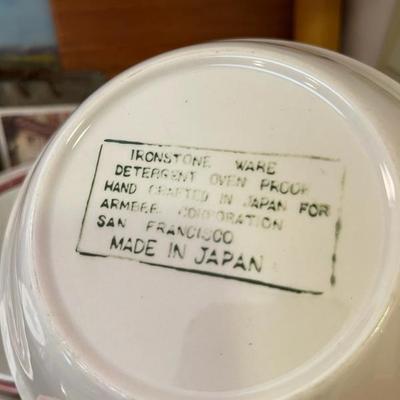 IRONSTONE WARE
DETERGENT OVEN PROOF
HAND CRAFTED IN JAPAN FOR
ARMBEE CORPORATION
SAN FRANCISCO
MADE IN JAPAN